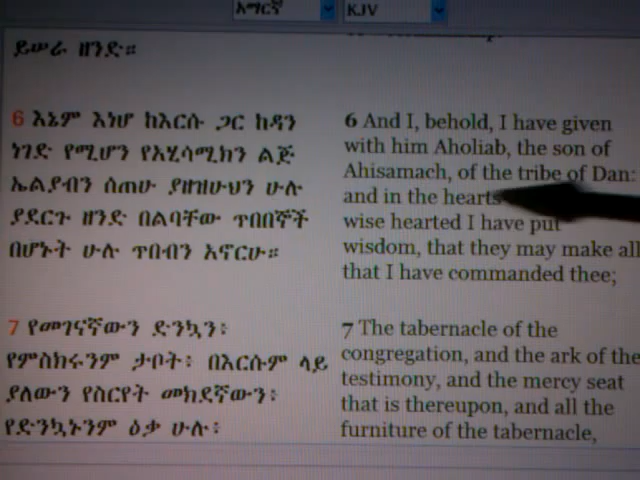 አማርኛ
KJV
ይሠራ ዘንድ።
6 እኔም እነሆ ከእርሱ ጋር ከዳን
ነገድ የሚሆን የአሂሳሚክን ልጅ
ኤልያብን ሰጠሁ ያዘዝሁህን ሁሉ
ያደርጉ ዘንድ በልባቸው ጥበበኞች
በሆኑት ሁሉ ጥበብን አኖርሁ።
7 የመገናኛውን ድንኳን፥
የምስክሩንም ታቦት፥ በእርሱም ላይ
ያለውን የስርየት መክደኛውን፥
የድንኳኑንም ዕቃ ሁሉ፥
6 And I, behold, I have given
with him Aholiab, the son of
Ahisamach, of the tribe of Dan:
and in the hearts
wise hearted I have put
wisdom, that they may make all
that I have commanded thee;
7 The tabernacle of the
congregation, and the ark of the
testimony, and the mercy seat
that is thereupon, and all the
furniture of the tabernacle,